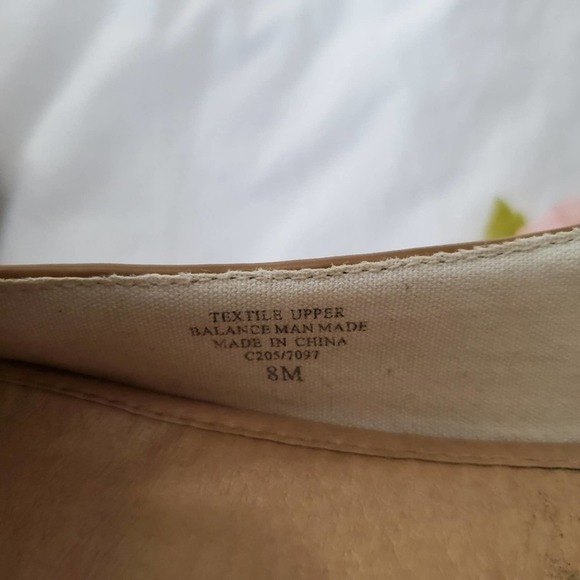 TEXTILE UPPER
BALANCE MAN MADE
MADE IN CHINA
C205/7097
8M